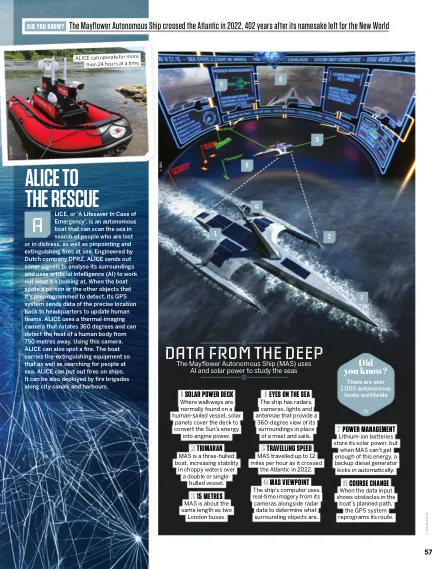 DID YOU KNOW? The Mayflower Autonomous Ship crossed the Atlantic in 2022, 402 years after its namesake left for the New World
ALICE can operate for more
than 24 hours at a time
ALICE TO
THE RESCUE
ALICE, or ‘A Lifesaver In Case of
Emergency’, is an autonomous
boat that can scan the sea in
search of people who are lost
or in distress, as well as pinpointing and
extinguishing fires at sea. Engineered by
Dutch company DPRZ, ALICE sends out
sonar signals to analyse its surroundings
and uses artificial intelligence (AI) to work
out what it’s looking at. When the boat
spots a person or the other objects that
it’s preprogrammed to detect, its GPS
system sends data of the precise location
back to headquarters to update human
teams. ALICE uses a thermal-imaging
camera that rotates 360 degrees and can
detect the heat of a human body from
750 metres away. Using this camera,
ALICE can also spot a fire. The boat
carries fire-extinguishing equipment so
that as well as searching for people at
sea, ALICE can put out fires on ships.
It can also be deployed by fire brigades
along city canals and harbours.
1
2
3
4
5
6
7
8
DATA FROM THE DEEP
The Mayflower Autonomous Ship (MAS) uses
AI and solar power to study the seas
Did
you know?
There are over
1,000 autonomous
boats worldwide
1 SOLAR POWER DECK
Where walkways are
normally found on a
human-sailed vessel, solar
panels cover the deck to
convert the Sun’s energy
into engine power.
2 TRIMARAN
MAS is a three-hulled
boat, increasing stability
in choppy waters over
a double or single-
hulled vessel.
3 15 METRES
MAS is about the
same length as two
London buses.
4 EYES ON THE SEA
The ship has radars,
cameras, lights and
antennae that provide a
360-degree view of its
surroundings in place
of a mast and sails.
5 TRAVELLING SPEED
MAS travelled up to 12
miles per hour as it crossed
the Atlantic in 2022.
6 MAS VIEWPOINT
The ship’s computer uses
real-time imagery from its
cameras alongside radar
data to determine what
surrounding objects are.
7 POWER MANAGEMENT
Lithium-ion batteries
store its solar power, but
when MAS can’t get
enough of this energy, a
backup diesel generator
kicks in automatically.
8 COURSE CHANGE
When the data input
shows obstacles in the
boat’s planned path,
the GPS system
reprograms its route.
57